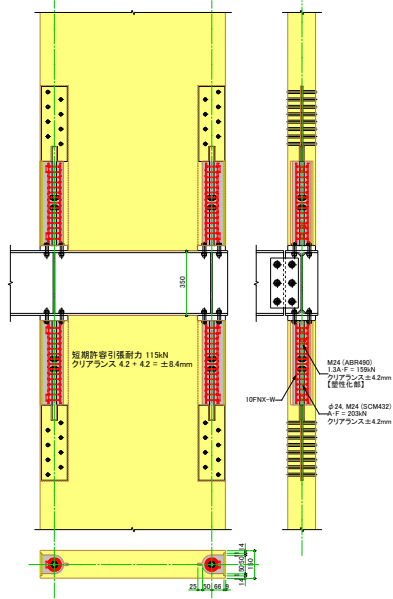 350
短期許容引張耐力 115kN
クリアランス 4.2 + 4.2 = ±8.4mm
M24 (ABR490)
1.3A·F = 159kN
クリアランス±4.2mm
【塑性化部】
10FNX-W
φ24, M24 (SCM432)
A·F = 203kN
クリアランス±4.2mm
25 50 66 9
14
50 50
14